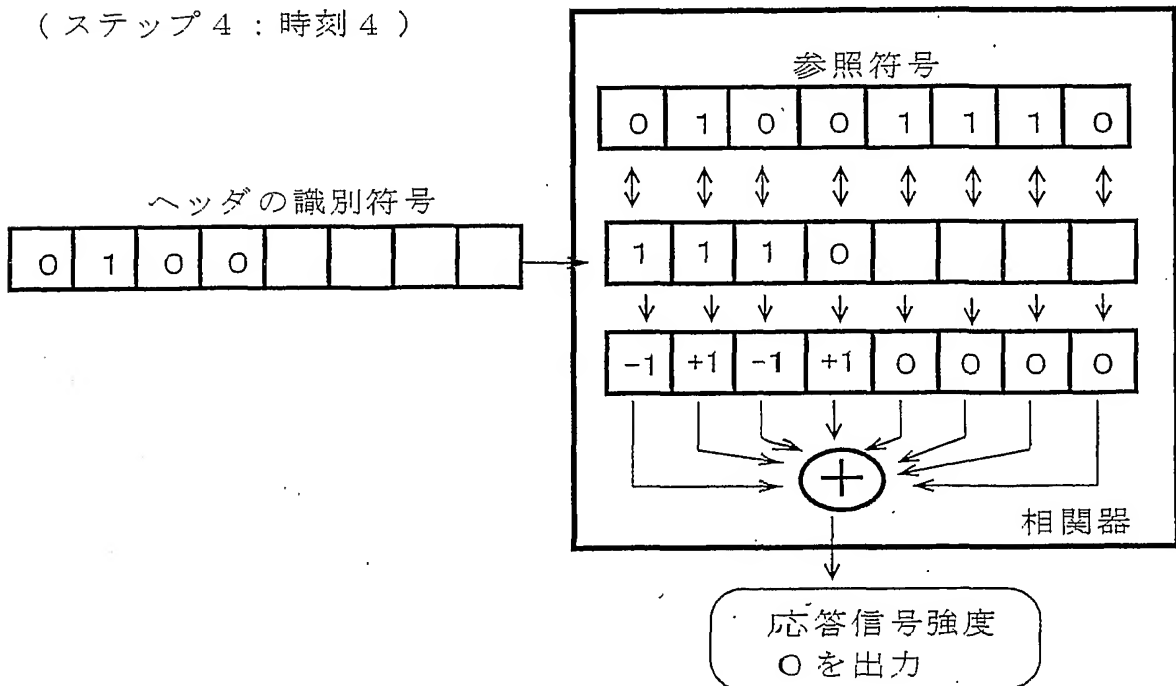 (ステップ4:時刻4)
参照符号
0 1 0 0 1 1 1 0
ヘッダの識別符号
0 1 0 0
1 1 1 0
-1 +1 -1 +1 0 0 0 0
+
相関器
応答信号強度
0を出力